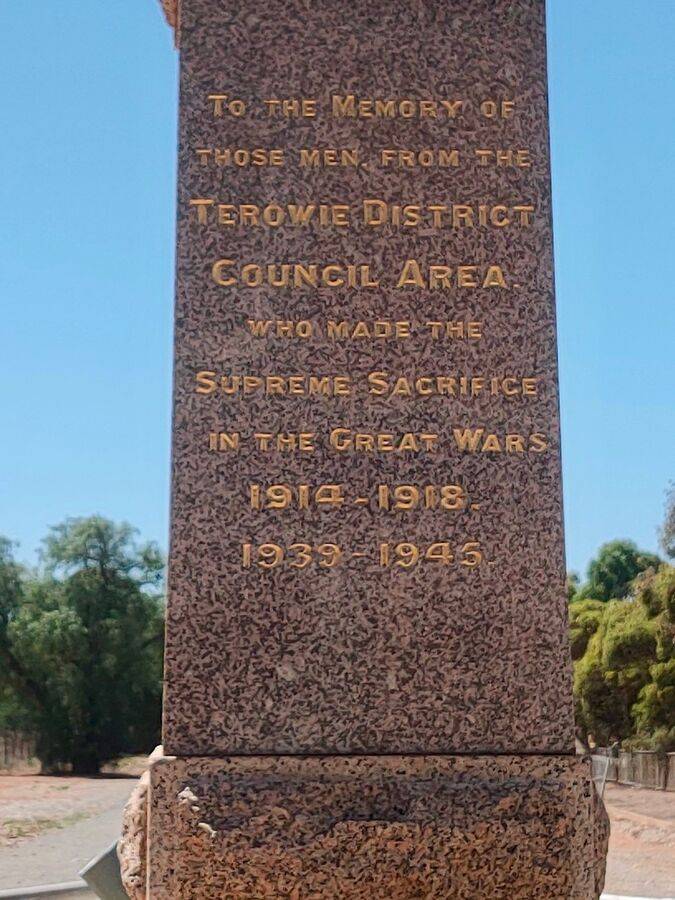 To the Memory of
those men, from the
Terowie District
Council Area.
who made the
Supreme Sacrifice
in the Great Wars
1914-1918.
1939-1945.